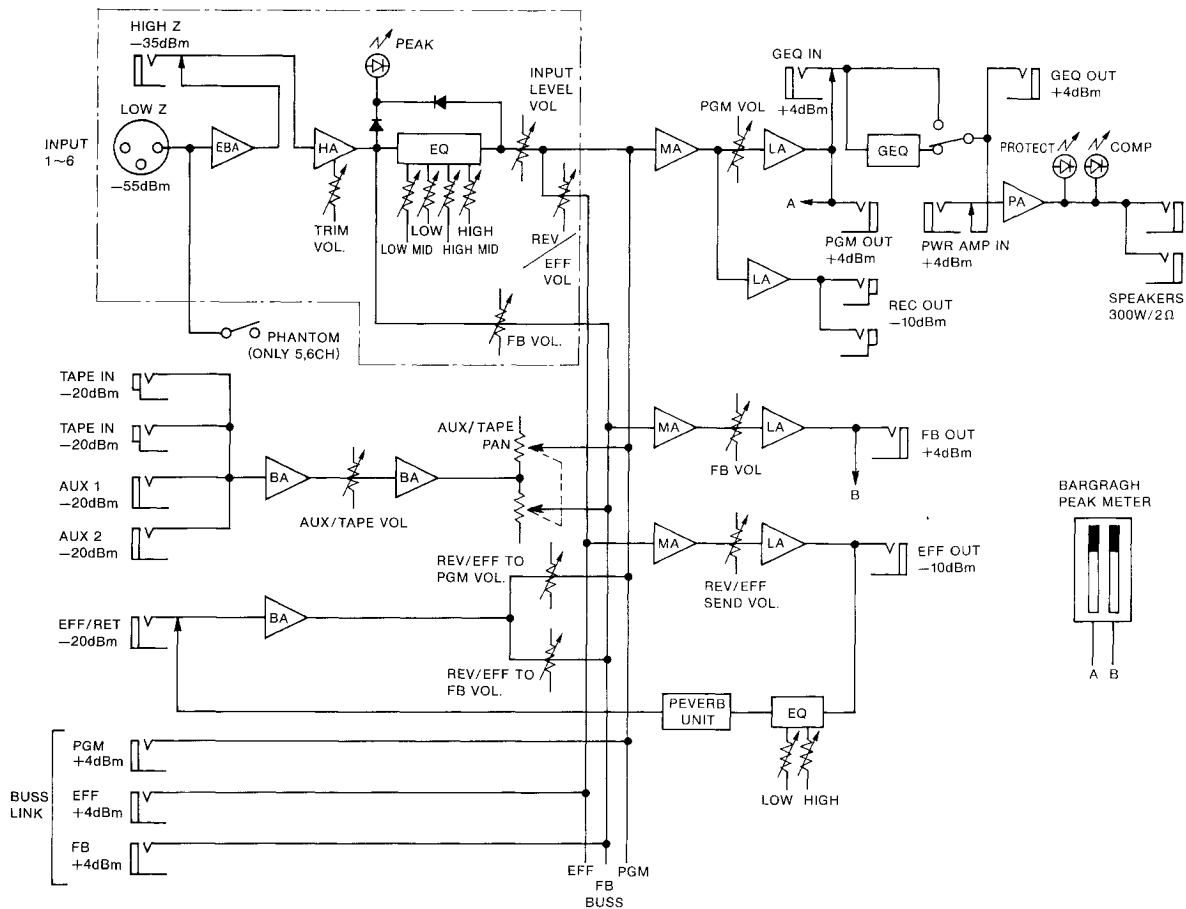 HIGH Z
−35dBm
LOW Z
−55dBm
INPUT
1~6
EBA
HA
TRIM
VOL.
PEAK
EQ
LOW MID
LOW
HIGH MID
HIGH
INPUT
LEVEL
VOL
REV
EFF
VOL
FB VOL.
PHANTOM
(ONLY 5,6CH)
MA
PGM VOL
LA
GEQ IN
+4dBm
GEQ
GEQ OUT
+4dBm
A
PGM OUT
+4dBm
PROTECT
COMP
PWR AMP IN
+4dBm
PA
SPEAKERS
300W/2Ω
LA
REC OUT
−10dBm
TAPE IN
−20dBm
TAPE IN
−20dBm
AUX 1
−20dBm
AUX 2
−20dBm
BA
AUX/TAPE VOL
BA
AUX/TAPE
PAN
MA
FB VOL
LA
FB OUT
+4dBm
B
MA
REV/EFF
SEND VOL.
LA
EFF OUT
−10dBm
BARGRAGH
PEAK METER
A B
EFF/RET
−20dBm
BA
REV/EFF TO
PGM VOL.
REV/EFF TO
FB VOL.
PEVERB
UNIT
EQ
LOW HIGH
BUSS
LINK
PGM
+4dBm
EFF
+4dBm
FB
+4dBm
EFF
FB
PGM
BUSS